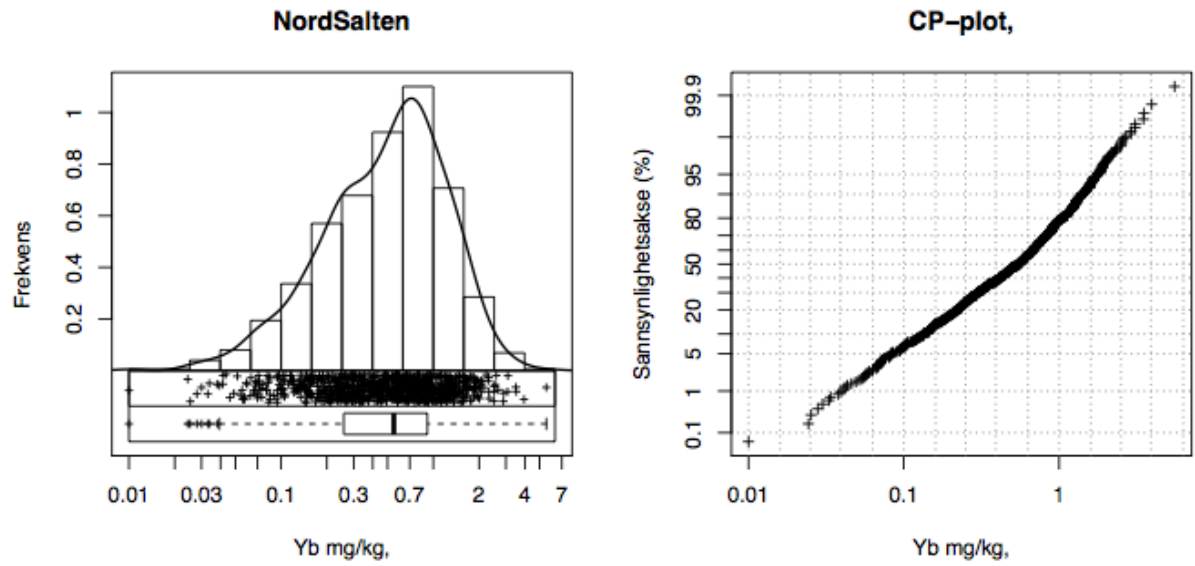 NordSalten
Frekvens
1
0.8
0.6
0.4
0.2
0.01 0.03 0.1 0.3 0.7 2 4 7
Yb mg/kg,
CP-plot,
Sannsynlighetsakse (%)
99.9
95
80
50
20
5
1
0.1
0.01 0.1 1
Yb mg/kg,